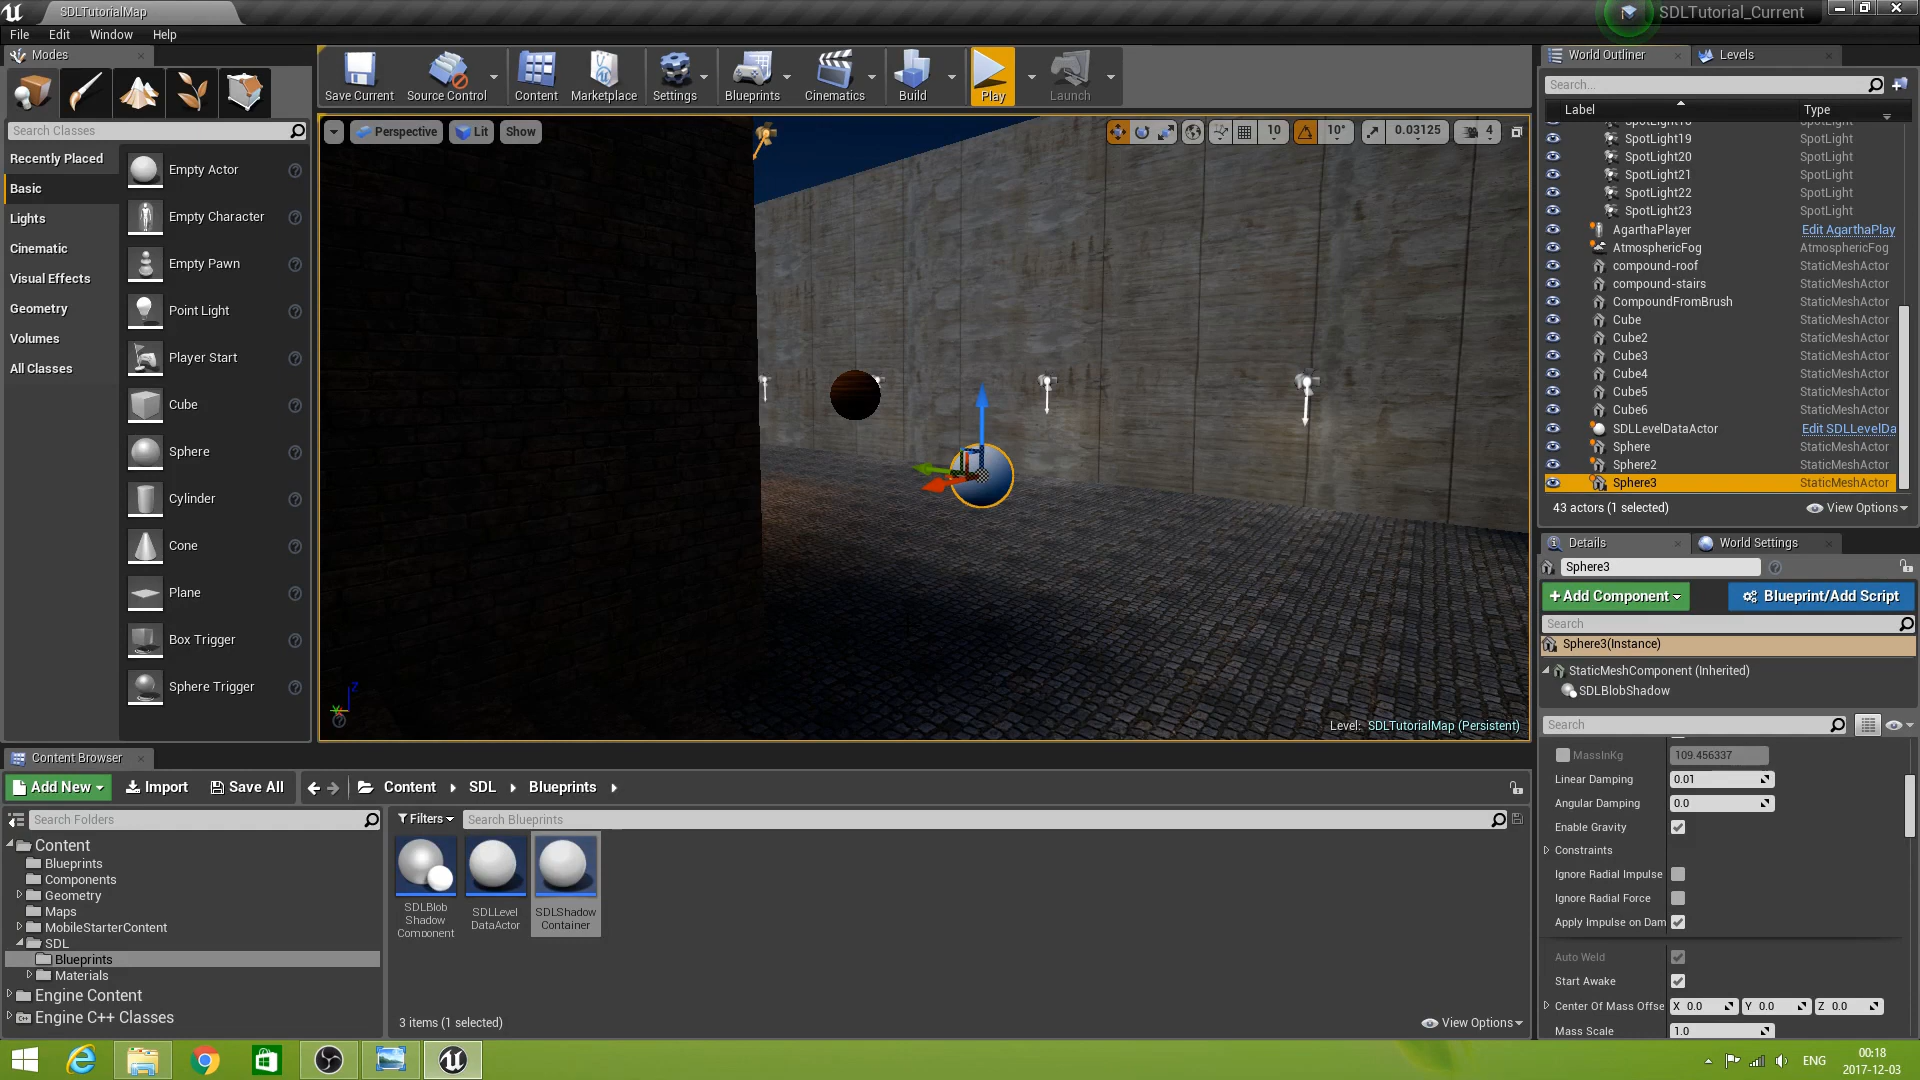 SDLTutorialMap
SDLTutorial_Current
File Edit Window Help
Modes
Search Classes
Recently Placed
Basic
Lights
Cinematic
Visual Effects
Geometry
Volumes
All Classes
Empty Actor
Empty Character
Empty Pawn
Point Light
Player Start
Cube
Sphere
Cylinder
Cone
Plane
Box Trigger
Sphere Trigger
Save Current
Source Control
Content
Marketplace
Settings
Blueprints
Cinematics
Build
Play
Launch
Perspective
Lit
Show
10
10°
0.03125
4
Level: SDLTutorialMap (Persistent)
Z
World Outliner
Levels
Search...
Label Type
SpotLight19 SpotLight
SpotLight20 SpotLight
SpotLight21 SpotLight
SpotLight22 SpotLight
SpotLight23 SpotLight
AgarthaPlayer Edit AgarthaPlay
AtmosphericFog AtmosphericFog
compound-roof StaticMeshActor
compound-stairs StaticMeshActor
CompoundFromBrush StaticMeshActor
Cube StaticMeshActor
Cube2 StaticMeshActor
Cube3 StaticMeshActor
Cube4 StaticMeshActor
Cube5 StaticMeshActor
Cube6 StaticMeshActor
SDLLevelDataActor Edit SDLLevelDa
Sphere StaticMeshActor
Sphere2 StaticMeshActor
Sphere3 StaticMeshActor
43 actors (1 selected)
View Options
Details
World Settings
Sphere3
+Add Component
Blueprint/Add Script
Search
Sphere3(Instance)
StaticMeshComponent (Inherited)
SDLBlobShadow
Search
MassInKg 109.456337
Linear Damping 0.01
Angular Damping 0.0
Enable Gravity
Constraints
Ignore Radial Impulse
Ignore Radial Force
Apply Impulse on Dam
Auto Weld
Start Awake
Center Of Mass Offse X 0.0 Y 0.0 Z 0.0
Mass Scale 1.0
Content Browser
Add New
Import
Save All
Content
SDL
Blueprints
Search Folders
Filters
Search Blueprints
Content
Blueprints
Components
Geometry
Maps
MobileStarterContent
SDL
Blueprints
Materials
Engine Content
Engine C++ Classes
SDLBlob
Shadow
Component
SDLLevel
DataActor
SDLShadow
Container
3 items (1 selected)
View Options
ENG
00:18
2017-12-03